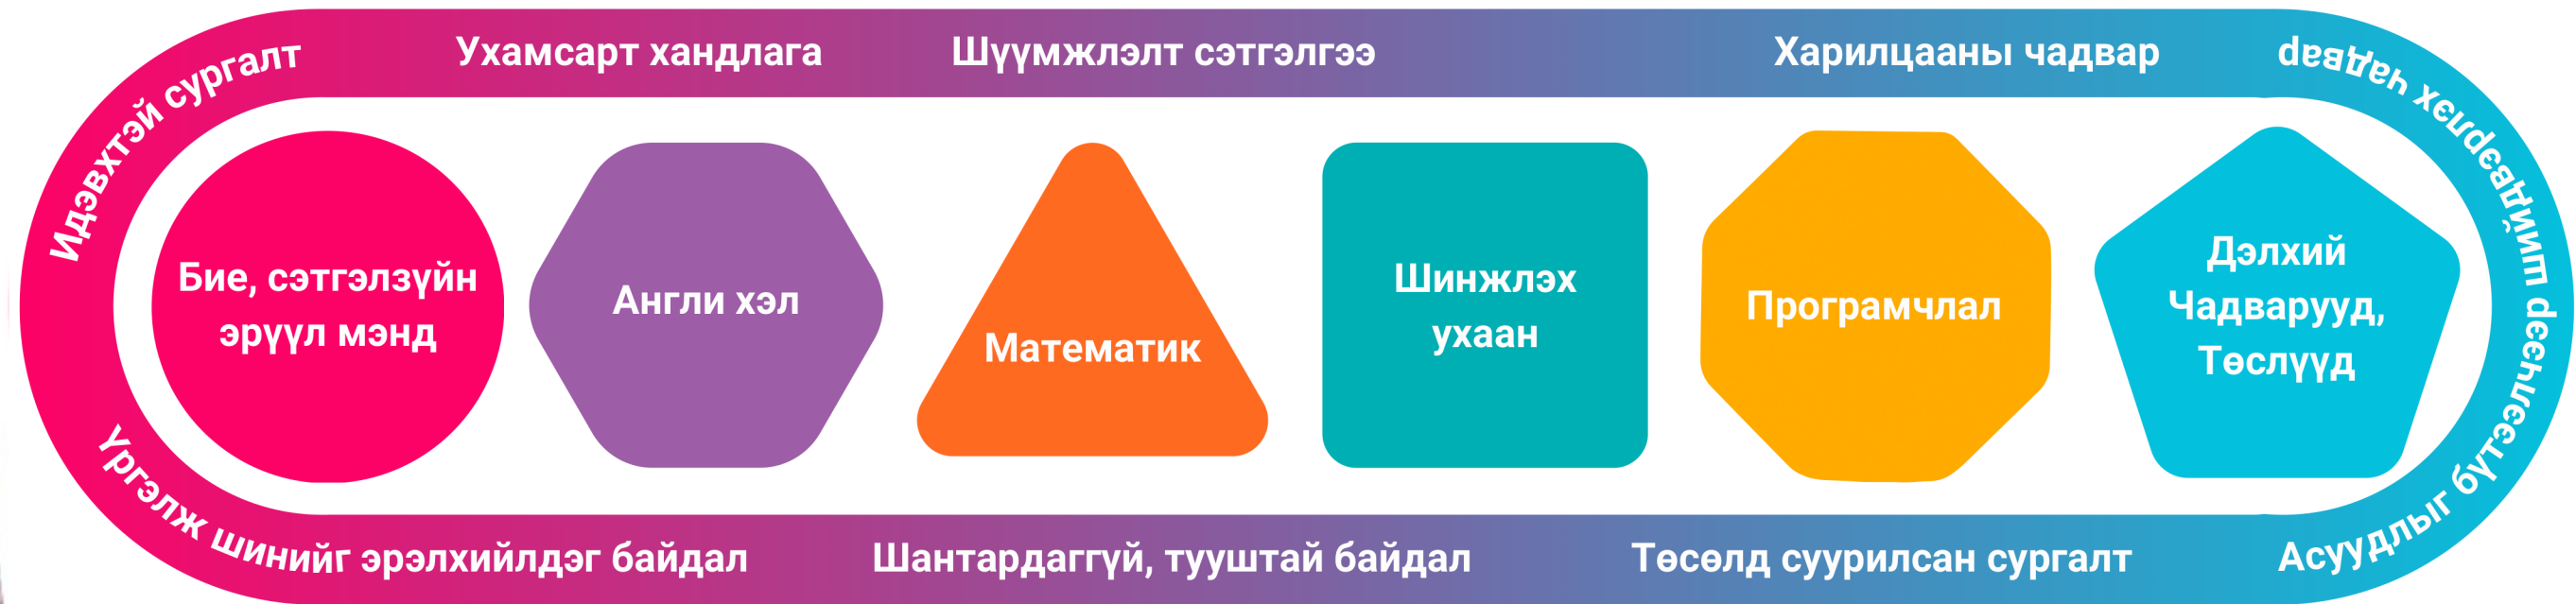 Идэвхтэй сургалт
Ухамсарт хандлага
Шүүмжлэлт сэтгэлгээ
Харилцааны чадвар
Бие, сэтгэлзүйн
эрүүл мэнд
Англи хэл
Математик
Шинжлэх
ухаан
Програмчлал
Дэлхий
Чадварууд,
Төслүүд
Үргэлж шинийг эрэлхийлдэг байдал
Шантардаггүй, тууштай байдал
Төсөлд суурилсан сургалт
Асуудлыг бүтээлчээр шийдвэрлэх чадвар